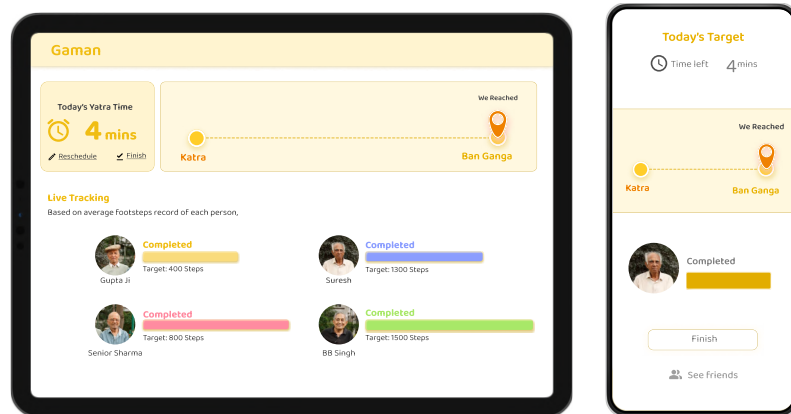 Gaman
Today's Yatra Time
4 mins
Reschedule
Finish
We Reached
Katra
Ban Ganga
Live Tracking
Based on average footsteps record of each person,
Completed
Target: 400 Steps
Gupta Ji
Completed
Target: 1300 Steps
Suresh
Completed
Target: 800 Steps
Senior Sharma
Completed
Target: 1500 Steps
BB Singh
Today's Target
Time left 4 mins
We Reached
Katra
Ban Ganga
Completed
Finish
See friends